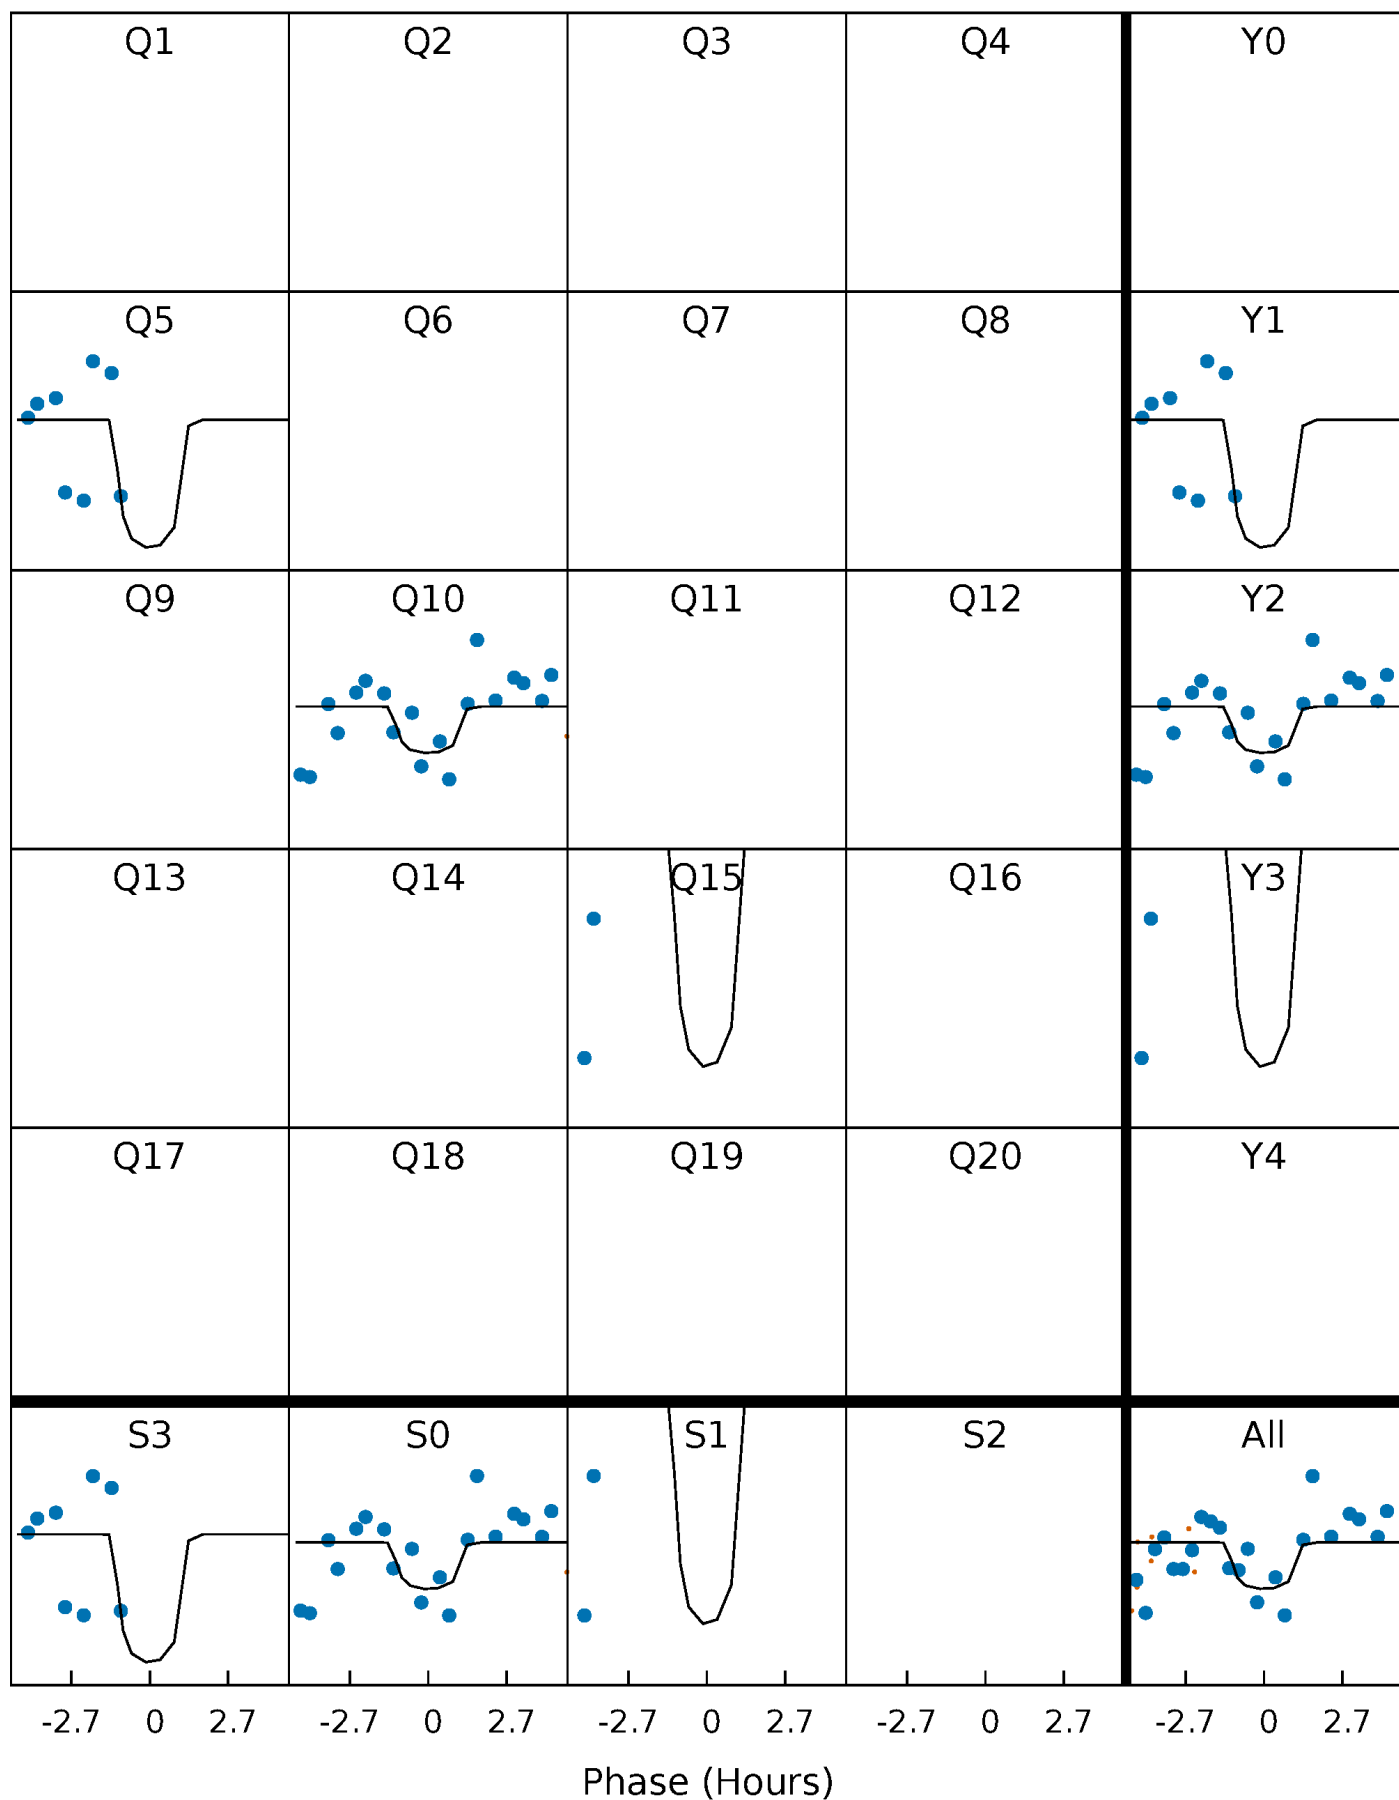 Q1 Q2 Q3 Q4 Y0
Q5 Q6 Q7 Q8 Y1
Q9 Q10 Q11 Q12 Y2
Q13 Q14 Q15 Q16 Y3
Q17 Q18 Q19 Q20 Y4
S3 S0 S1 S2 All
-2.7 0 2.7 -2.7 0 2.7 -2.7 0 2.7 -2.7 0 2.7 -2.7 0 2.7
Phase (Hours)